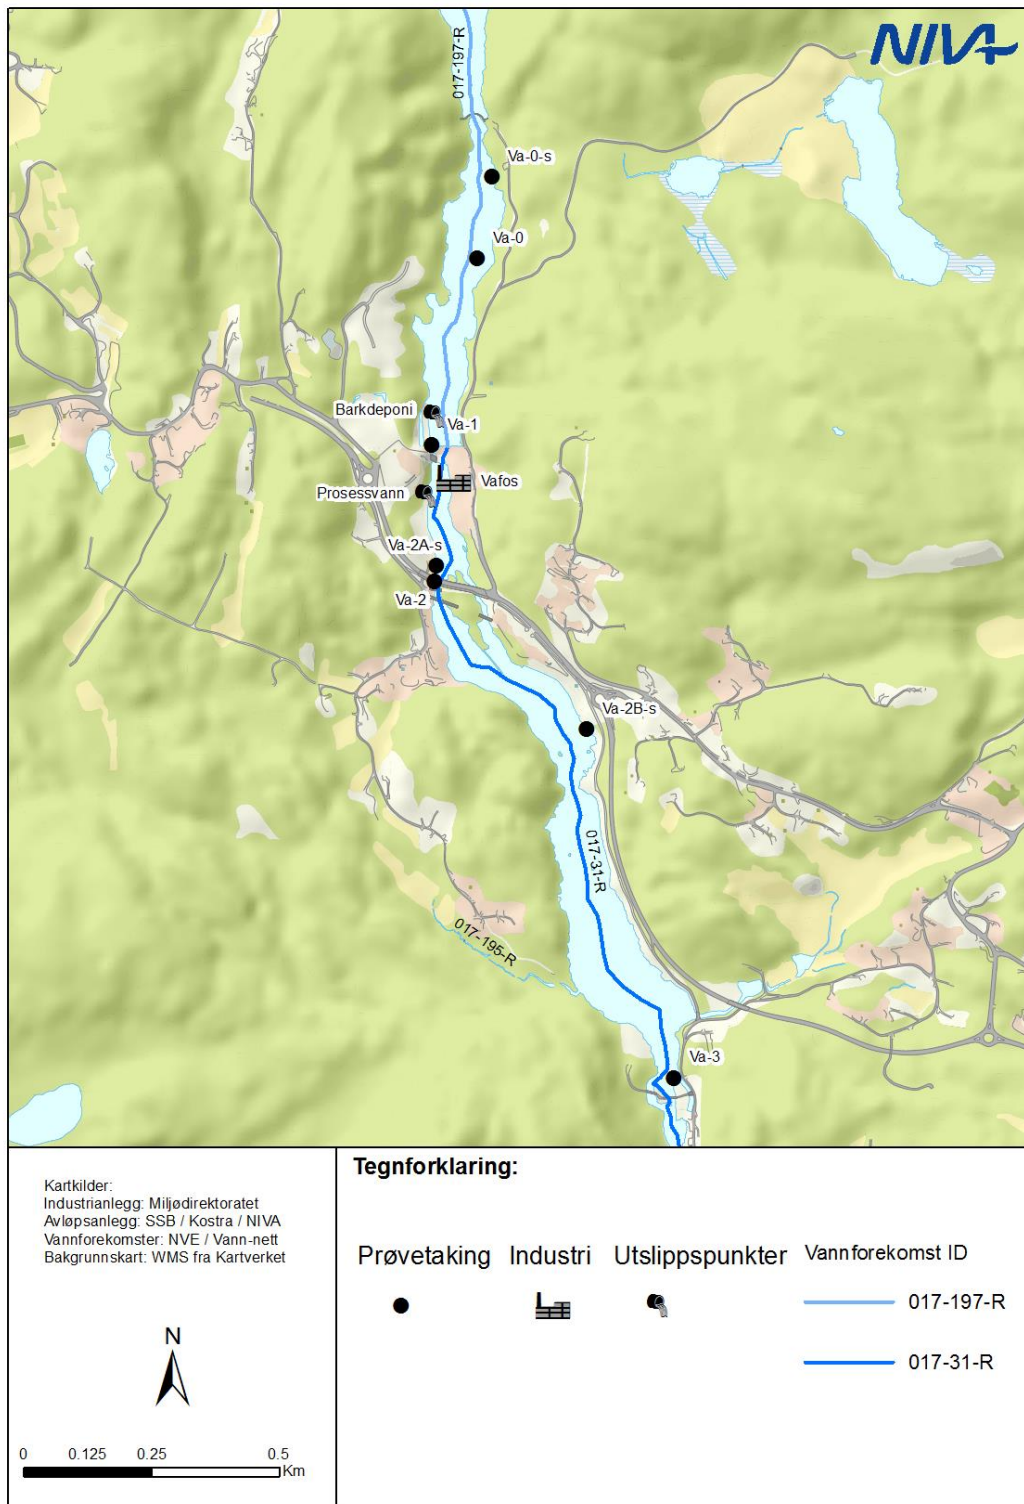 NIVA
017-197-R
Va-0-s
Va-0
Barkdeponi
Va-1
Vafos
Prosessvann
Va-2A-s
Va-2
Va-2B-s
017-31-R
017-195-R
Va-3
Kartkilder:
Industrianlegg: Miljødirektoratet
Avløpsanlegg: SSB / Kostra / NIVA
Vannforekomster: NVE / Vann-nett
Bakgrunnskart: WMS fra Kartverket
N
0 0.125 0.25 0.5
Km
Tegnforklaring:
Prøvetaking Industri Utslippspunkter Vannforekomst ID
017-197-R
017-31-R